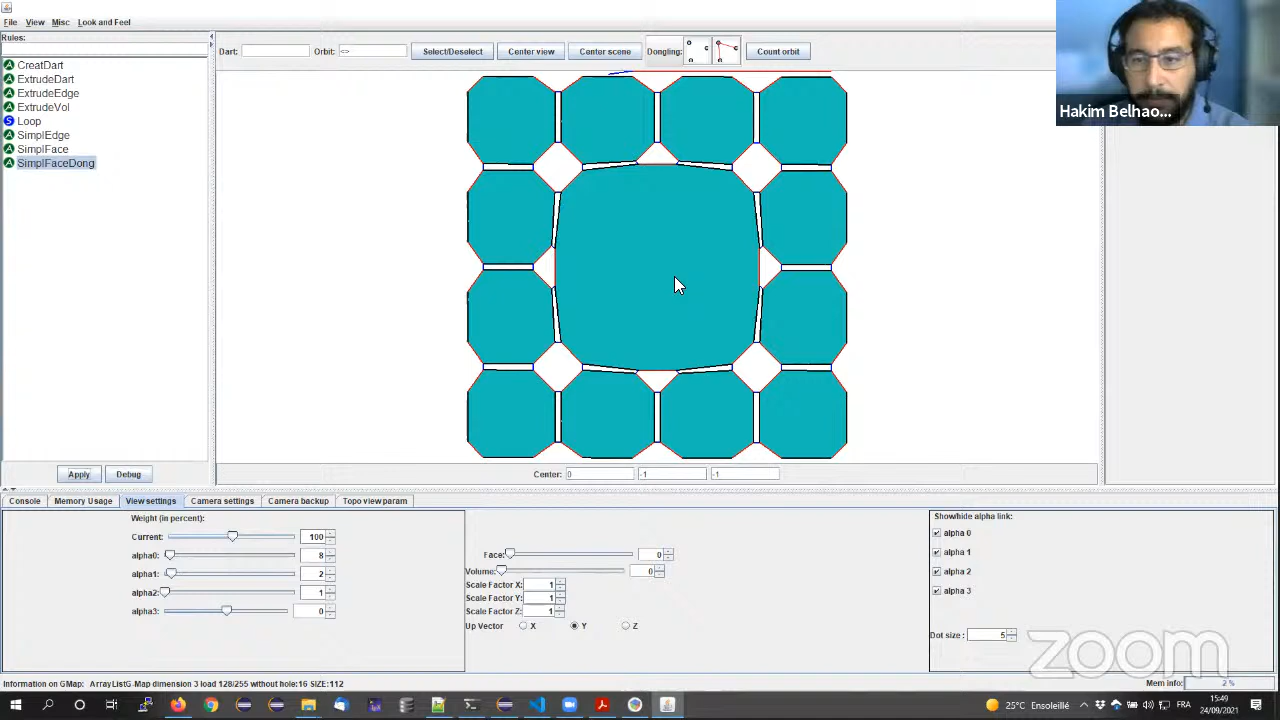 File View Misc Look and Feel
Rules:
CreatDart
ExtrudeDart
ExtrudeEdge
ExtrudeVol
Loop
SimplEdge
SimplFace
SimplFaceDong
Apply Debug
Dart: Orbit: <> Select/Deselect Center view Center scene Dongling: Count orbit
Hakim Belhao...
Center: 0 -1 -1
Console Memory Usage View settings Camera settings Camera backup Topo view param
Weight (in percent):
Current: 100
alpha0: 8
alpha1: 2
alpha2: 1
alpha3: 0
Face: 0
Volume: 0
Scale Factor X: 1
Scale Factor Y: 1
Scale Factor Z: 1
Up Vector X Y Z
Show/hide alpha link:
alpha 0
alpha 1
alpha 2
alpha 3
Dot size : 5
zoom
Information on GMap: ArrayListG-Map dimension 3 load 128/255 without hole:16 SIZE:112
Mem info: 2 %
25°C Ensoleillé FRA 15:49
24/09/2021